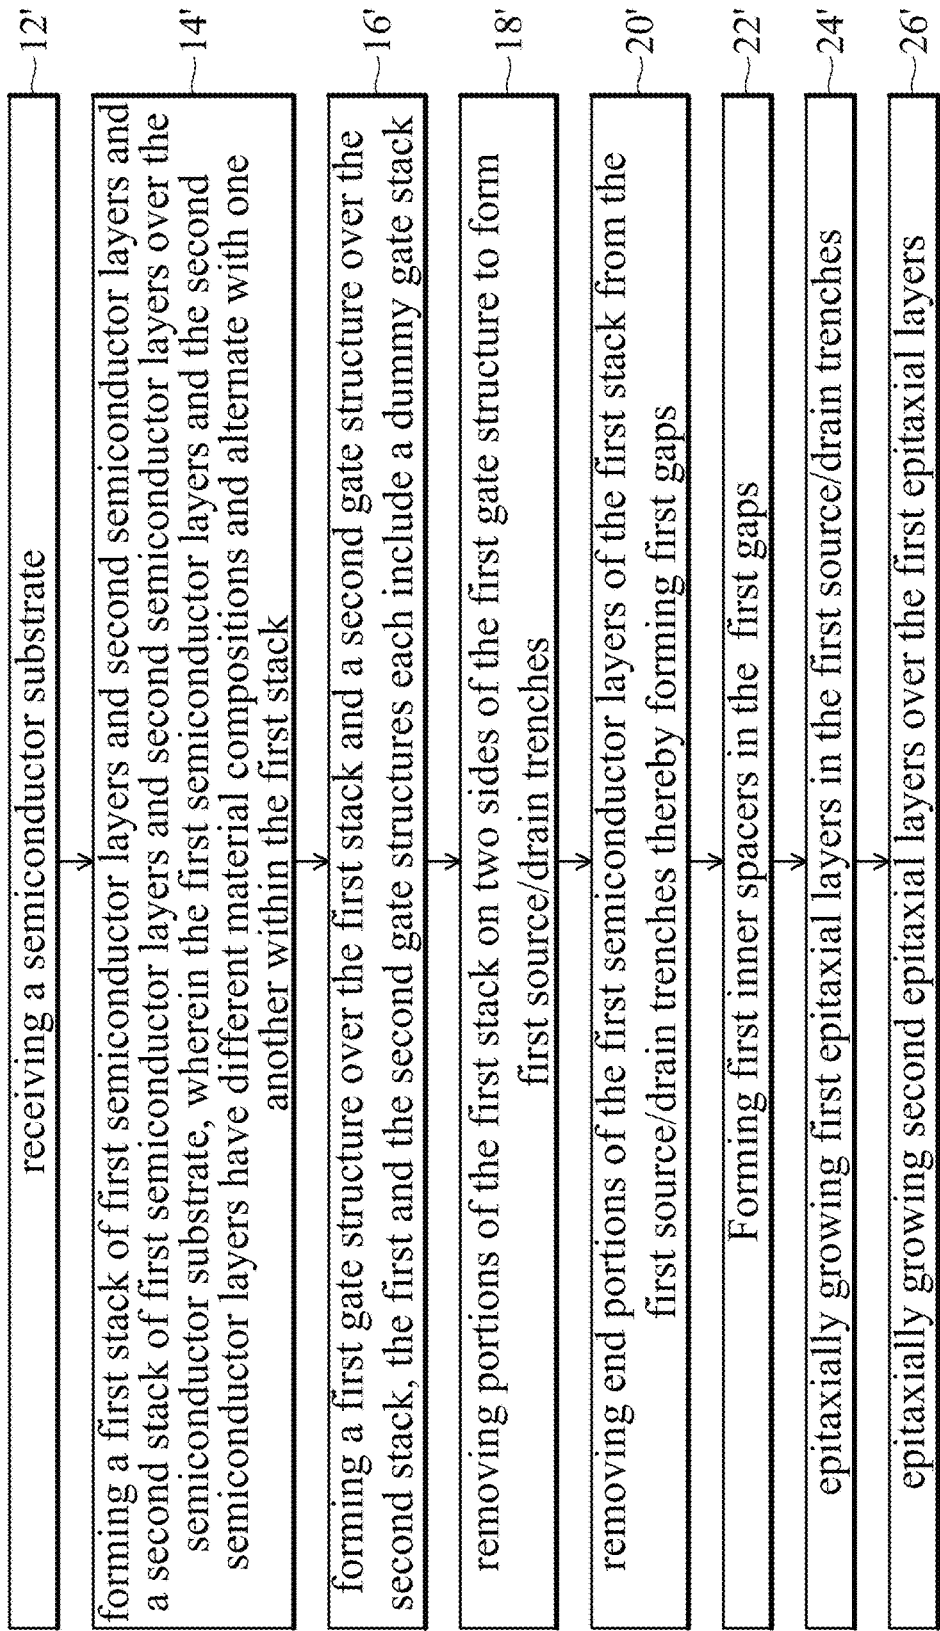 receiving a semiconductor substrate
12'
forming a first stack of first semiconductor layers and second semiconductor layers and
a second stack of first semiconductor layers and second semiconductor layers over the
semiconductor substrate, wherein the first semiconductor layers and the second
semiconductor layers have different material compositions and alternate with one
another within the first stack
14'
forming a first gate structure over the first stack and a second gate structure over the
second stack, the first and the second gate structures each include a dummy gate stack
16'
removing portions of the first stack on two sides of the first gate structure to form
first source/drain trenches
18'
removing end portions of the first semiconductor layers of the first stack from the
first source/drain trenches thereby forming first gaps
20'
Forming first inner spacers in the first gaps
22'
epitaxially growing first epitaxial layers in the first source/drain trenches
24'
epitaxially growing second epitaxial layers over the first epitaxial layers
26'